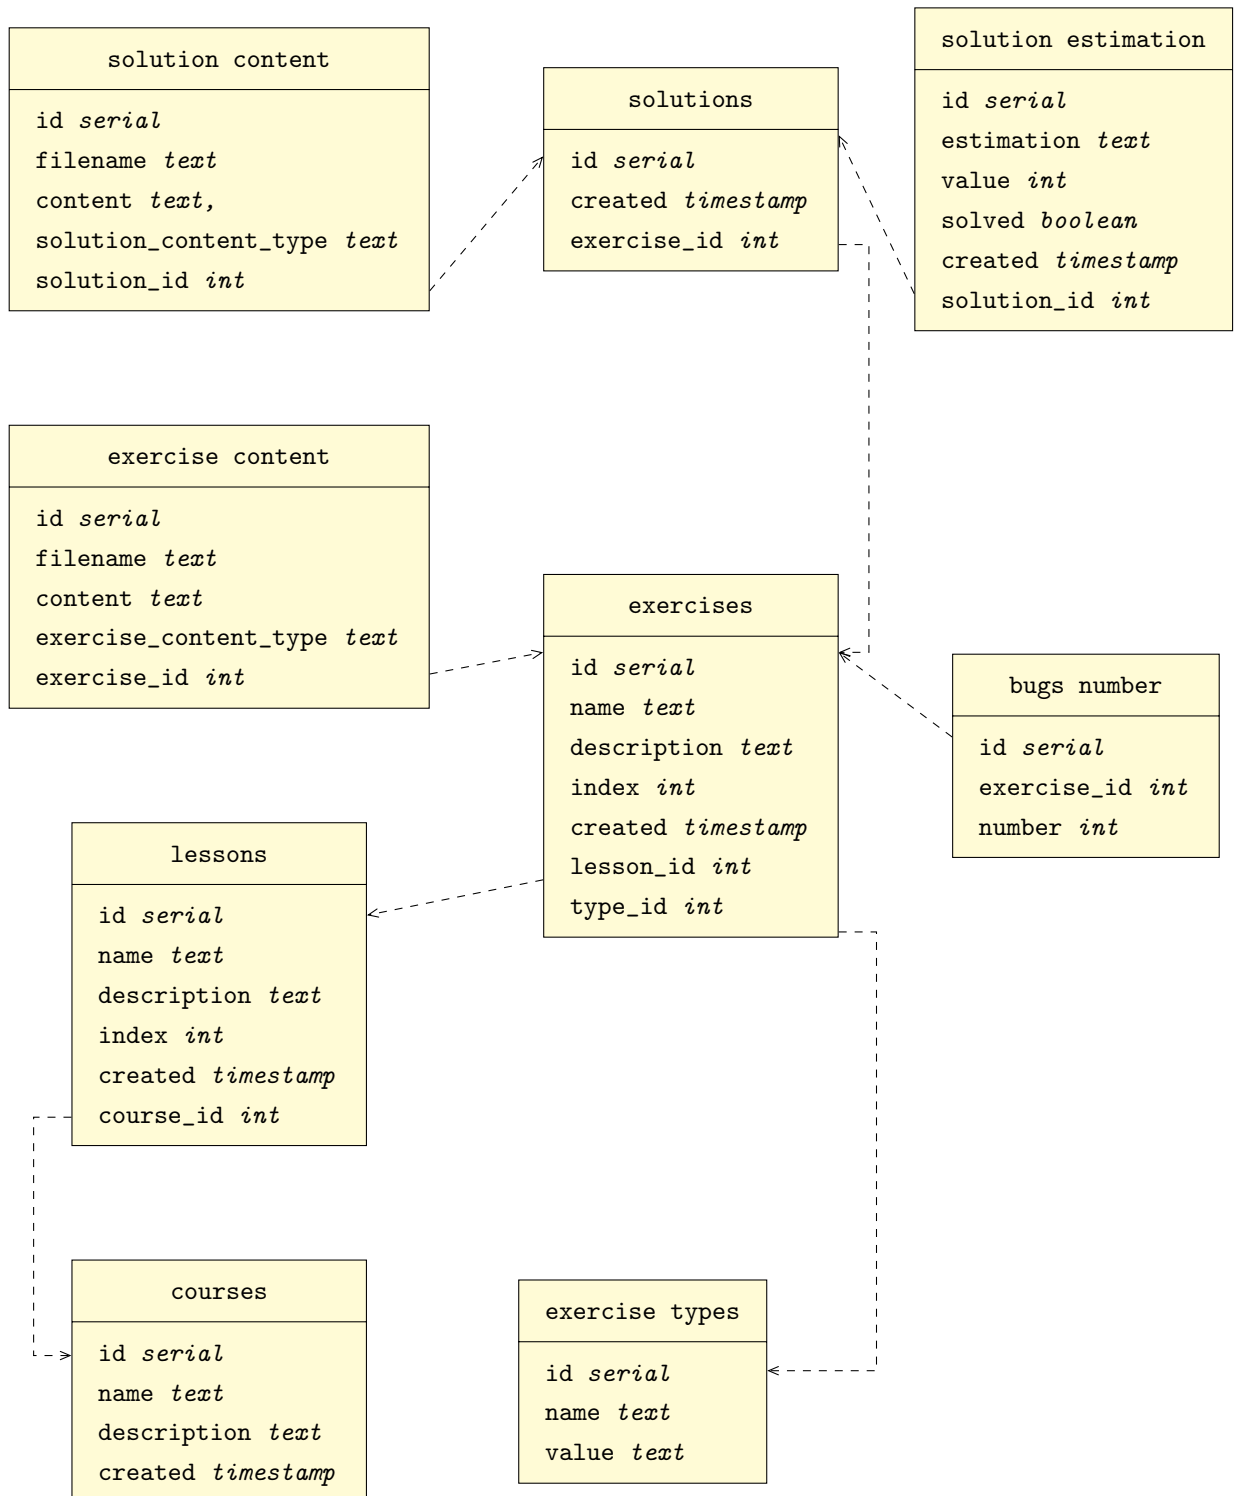 solution content
id serial
filename text
content text,
solution_content_type text
solution_id int
solutions
id serial
created timestamp
exercise_id int
solution estimation
id serial
estimation text
value int
solved boolean
created timestamp
solution_id int
exercise content
id serial
filename text
content text
exercise_content_type text
exercise_id int
exercises
id serial
name text
description text
index int
created timestamp
lesson_id int
type_id int
bugs number
id serial
exercise_id int
number int
lessons
id serial
name text
description text
index int
created timestamp
course_id int
courses
id serial
name text
description text
created timestamp
exercise types
id serial
name text
value text